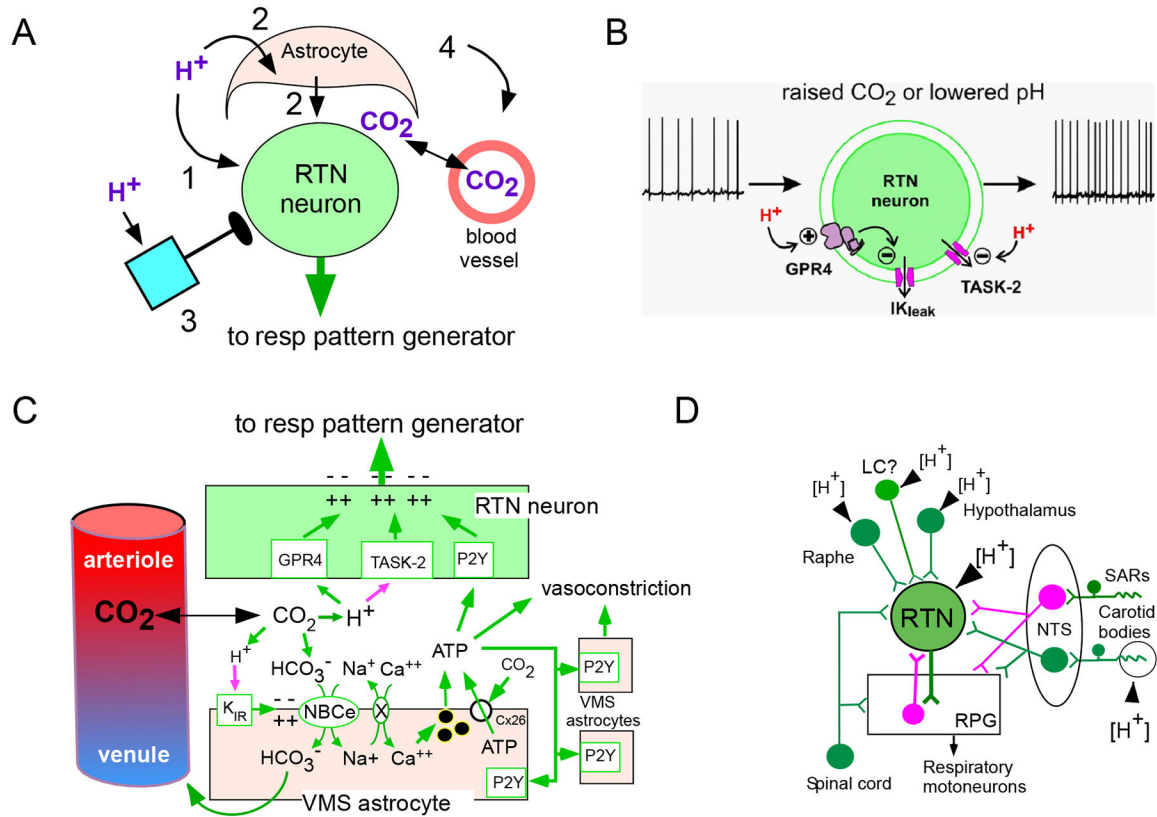 A
2
4
H+
Astrocyte
2
CO2
1
RTN
neuron
CO2
H+
blood
vessel
3
to resp pattern generator
B
raised CO2 or lowered pH
RTN
neuron
H+
+
GPR4
-
-
H+
TASK-2
IKleak
C
to resp pattern generator
- - - - - -
++ ++ ++
RTN neuron
GPR4
TASK-2
P2Y
arteriole
CO2
CO2
H+
vasoconstriction
H+
HCO3-
Na+
Ca++
ATP
CO2
P2Y
VMS
astrocytes
KIR
- -
++
NBCe
X
Cx26
ATP
HCO3-
Na+
Ca++
P2Y
P2Y
venule
VMS astrocyte
D
LC?
[H+]
[H+]
[H+]
Hypothalamus
Raphe
[H+]
SARs
RTN
NTS
Carotid
bodies
RPG
[H+]
Spinal cord
Respiratory
motoneurons